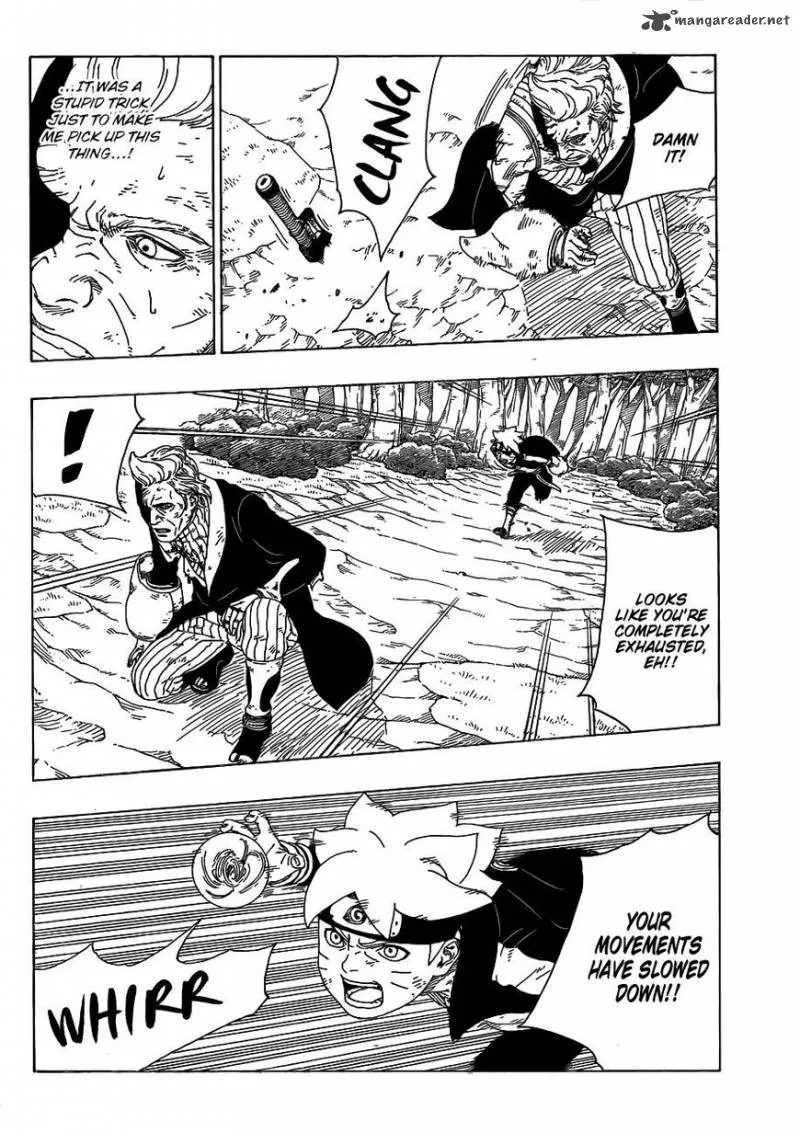 mangareader.net
...IT WAS A
STUPID TRICK
JUST TO MAKE
ME PICK UP THIS
THING...!
CLANG
DAMN
IT!
!
LOOKS
LIKE YOU'RE
COMPLETELY
EXHAUSTED,
EH!!
YOUR
MOVEMENTS
HAVE SLOWED
DOWN!!
WHIRR